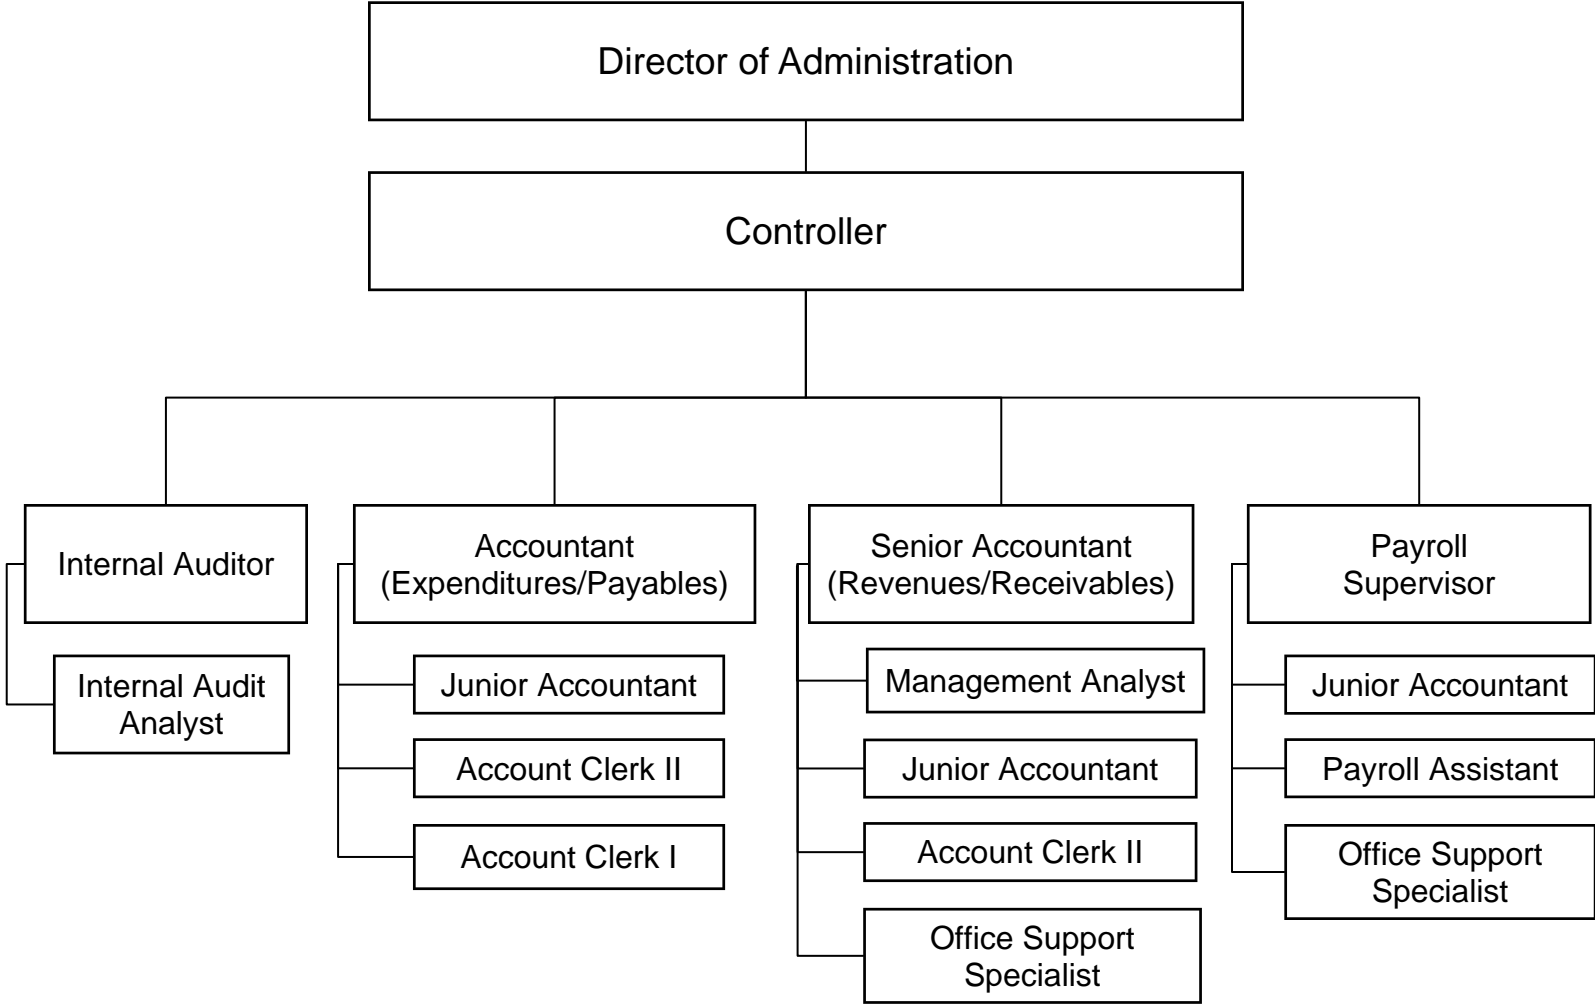 Director of Administration
Controller
Internal Auditor
Internal Audit
Analyst
Accountant
(Expenditures/Payables)
Junior Accountant
Account Clerk II
Account Clerk I
Senior Accountant
(Revenues/Receivables)
Management Analyst
Junior Accountant
Account Clerk II
Office Support
Specialist
Payroll
Supervisor
Junior Accountant
Payroll Assistant
Office Support
Specialist